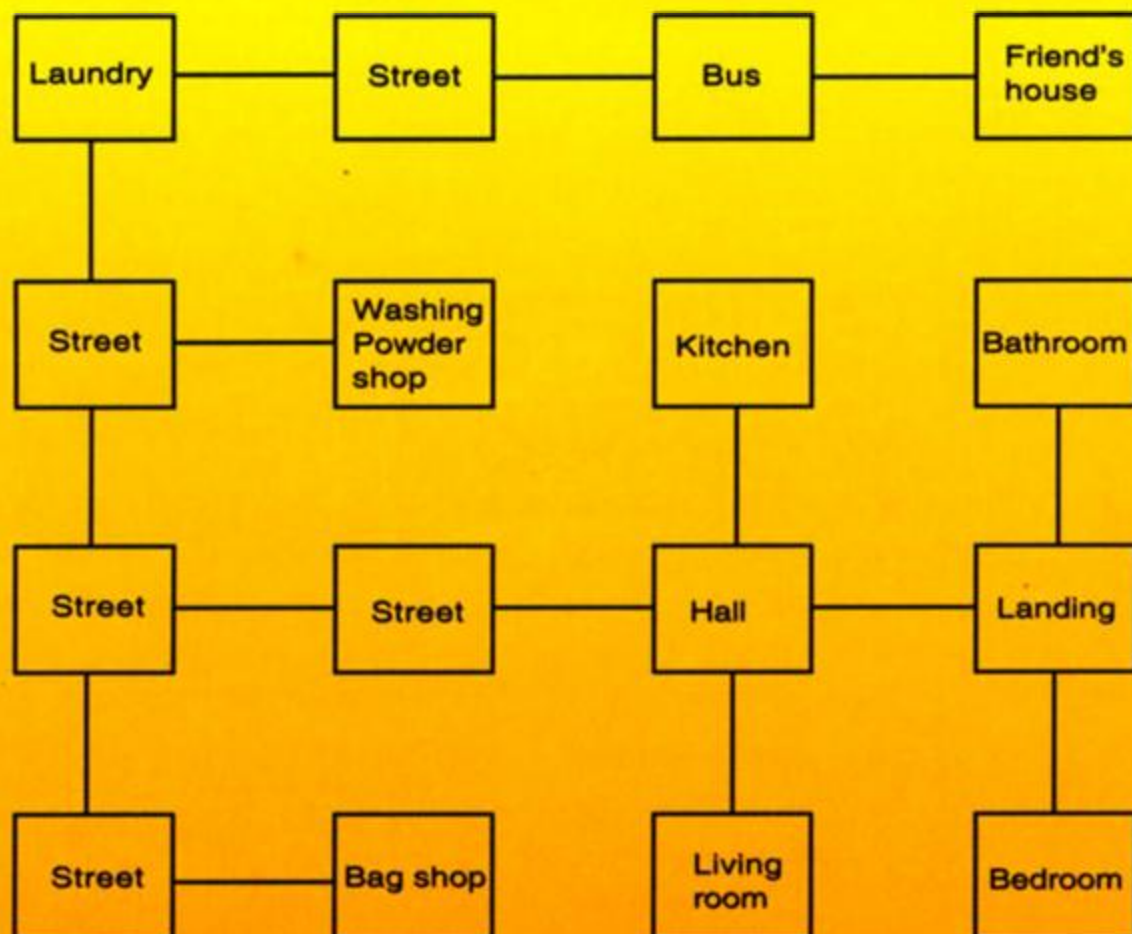 Laundry
Street
Bus
Friend's
house
Street
Washing
Powder
shop
Kitchen
Bathroom
Street
Street
Hall
Landing
Street
Bag shop
Living
room
Bedroom